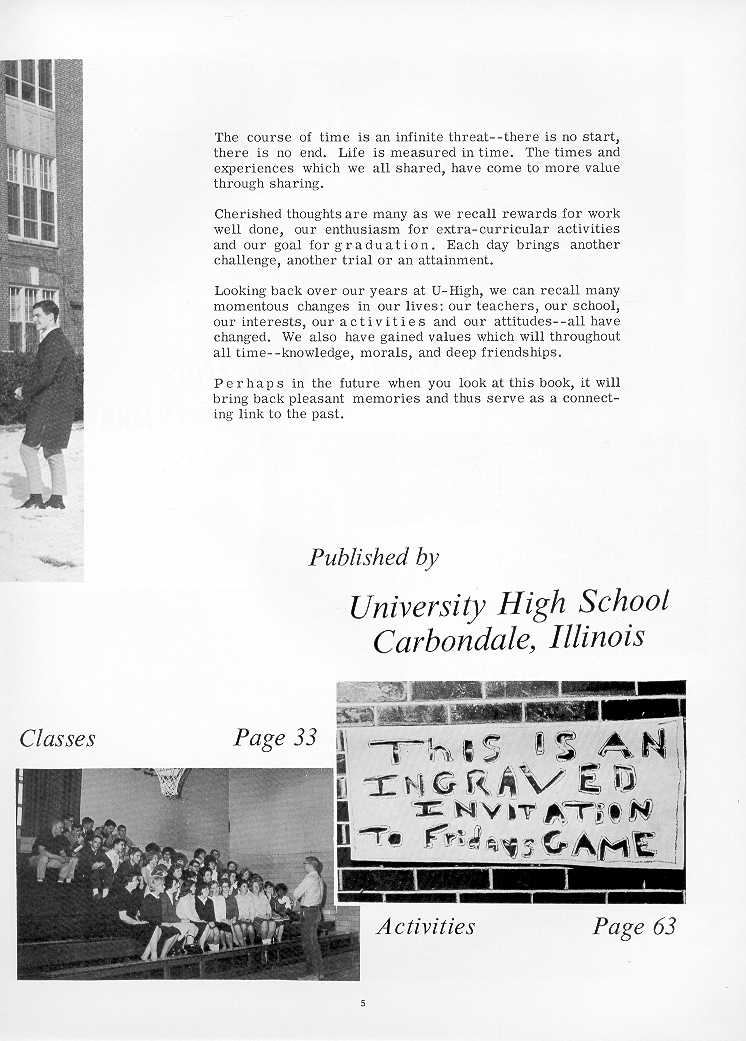 The course of time is an infinite threat--there is no start,
there is no end. Life is measured in time. The times and
experiences which we all shared, have come to more value
through sharing.
Cherished thoughts are many as we recall rewards for work
well done, our enthusiasm for extra-curricular activities
and our goal for graduation. Each day brings another
challenge, another trial or an attainment.
Looking back over our years at U-High, we can recall many
momentous changes in our lives: our teachers, our school,
our interests, our activities and our attitudes--all have
changed. We also have gained values which will throughout
all time--knowledge, morals, and deep friendships.
Perhaps in the future when you look at this book, it will
bring back pleasant memories and thus serve as a connect-
ing link to the past.
Published by
University High School
Carbondale, Illinois
Classes Page 33
THIS IS AN
INGRAVED
INVITATION
To Fridays GAME
Activities Page 63
5